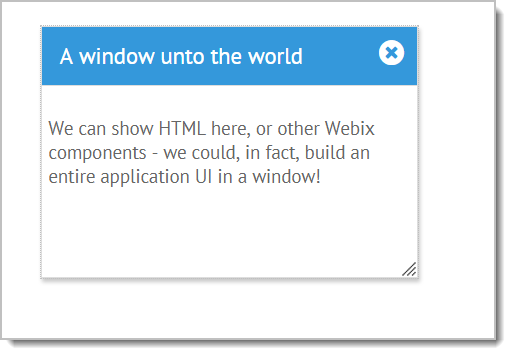 A window unto the world
We can show HTML here, or other Webix
components - we could, in fact, build an
entire application UI in a window!